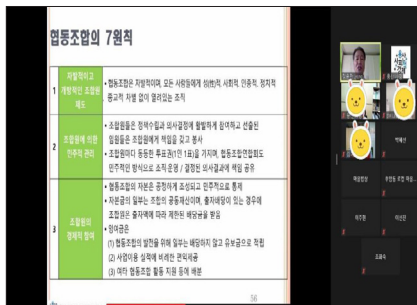 협동조합의 7원칙
1
자발적이고
개방적인 조합원
제도
• 협동조합은 자발적이며, 모든 사람들에게 성(性)적, 사회적, 인종적, 정치적
종교적 차별 없이 열려있는 조직
2
조합원에 의한
민주적 관리
• 조합원들은 정책수립과 의사결정에 활발하게 참여하고 선출된
임원들은 조합원에게 책임을 갖고 봉사
• 조합원마다 동등한 투표권(1인 1표)을 가지며, 협동조합연합회도
민주적인 방식으로 조직·운영 / 결정된 의사결과에 책임 공유
3
조합원의
경제적 참여
• 협동조합의 자본은 공정하게 조성되고 민주적으로 통제
• 자본금의 일부는 조합의 공동재산이며, 출자배당이 있는 경우에
조합원은 출자액에 따라 제한된 배당금을 받음
• 잉여금은
(1) 협동조합의 발전을 위해 일부는 배당하지 않고 유보금으로 적립
(2) 사업이용 실적에 비례한 편익제공
(3) 여타 협동조합 활동 지원 등에 배분
56